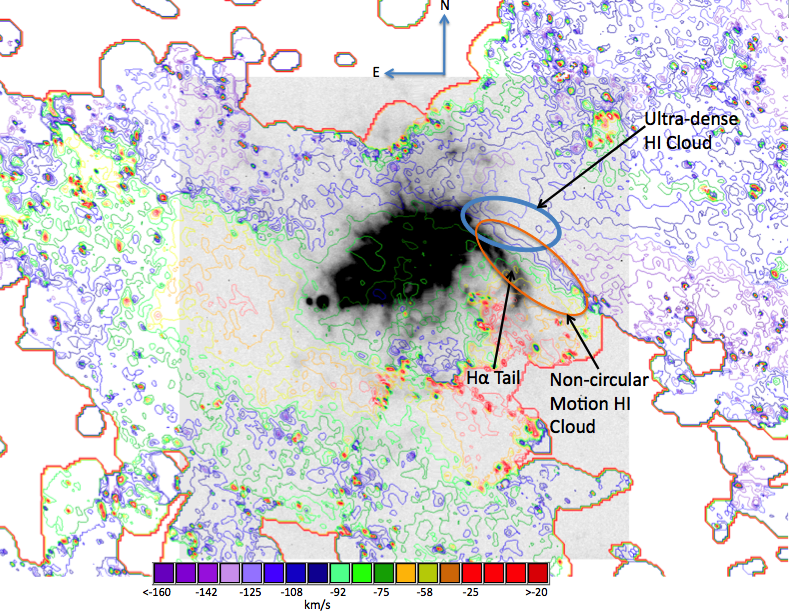 N
E
Ultra-dense
HI Cloud
Hα Tail
Non-circular
Motion HI
Cloud
<-160 -142 -125 -108 -92 -75 -58 -25 >-20
km/s